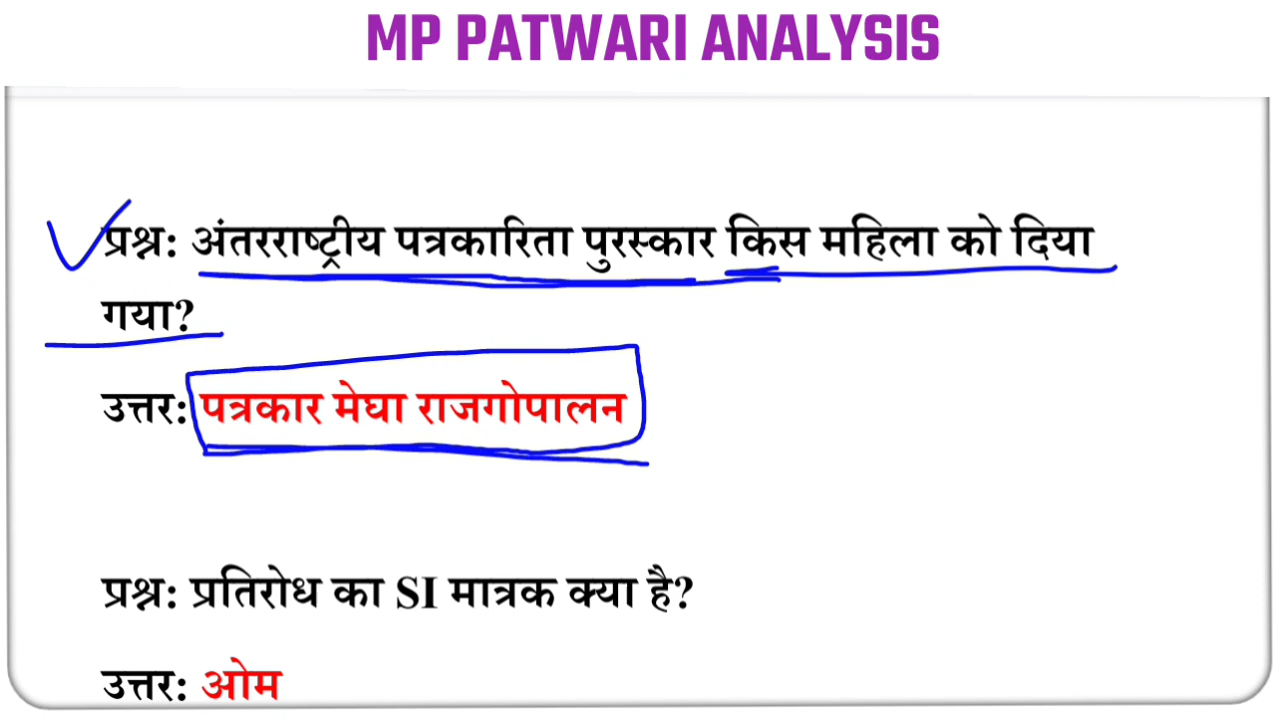 MP PATWARI ANALYSIS
प्रश्न: अंतरराष्ट्रीय पत्रकारिता पुरस्कार किस महिला को दिया
गया?
उत्तर: पत्रकार मेघा राजगोपालन
प्रश्न: प्रतिरोध का SI मात्रक क्या है?
उत्तर: ओम